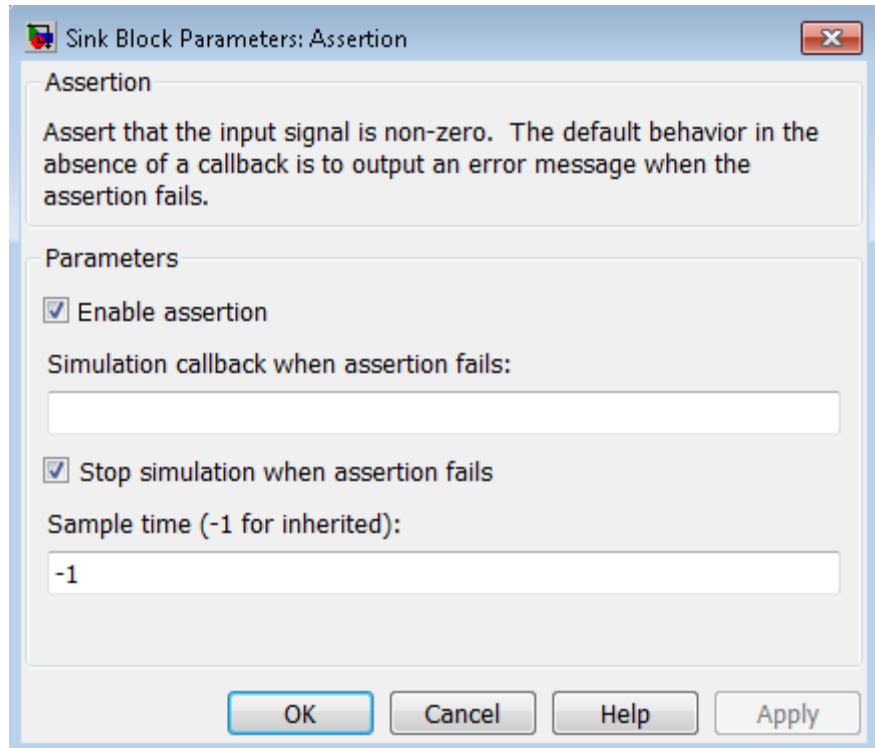 Sink Block Parameters: Assertion
Assertion
Assert that the input signal is non-zero.  The default behavior in the
absence of a callback is to output an error message when the
assertion fails.
Parameters
Enable assertion
Simulation callback when assertion fails:
Stop simulation when assertion fails
Sample time (-1 for inherited):
-1
OK Cancel Help Apply